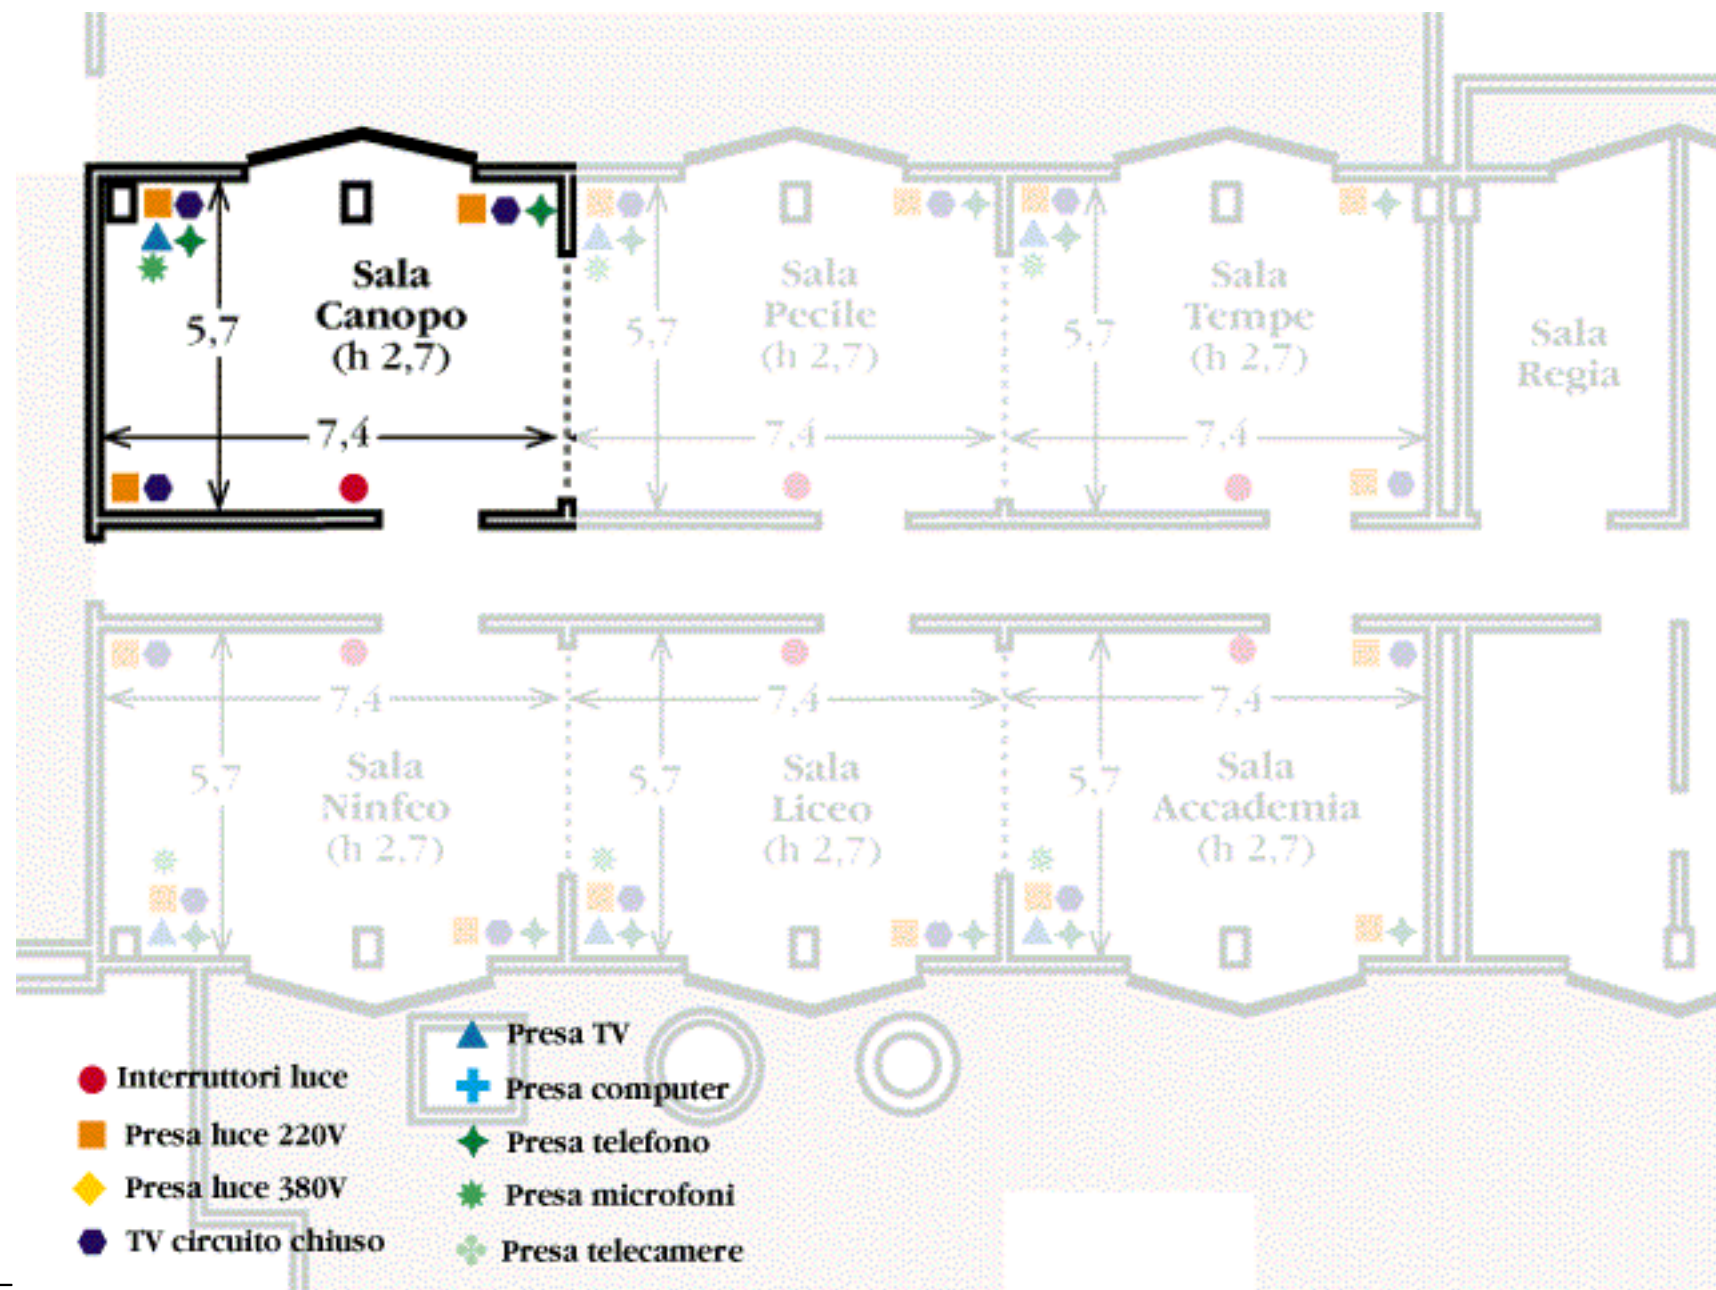 Sala
Canopo
(h 2,7)
5,7
7,4
Sala
Pecile
(h 2,7)
5,7
7,4
Sala
Tempe
(h 2,7)
5,7
7,4
Sala
Regia
7,4
5,7
Sala
Ninfeo
(h 2,7)
7,4
5,7
Sala
Liceo
(h 2,7)
7,4
5,7
Sala
Accademia
(h 2,7)
Interruttori luce
Presa luce 220V
Presa luce 380V
TV circuito chiuso
Presa TV
Presa computer
Presa telefono
Presa microfoni
Presa telecamere